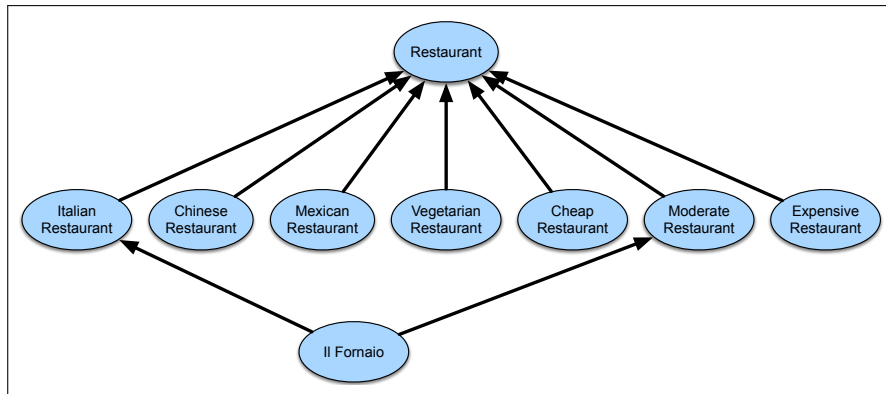 Restaurant
Italian
Restaurant
Chinese
Restaurant
Mexican
Restaurant
Vegetarian
Restaurant
Cheap
Restaurant
Moderate
Restaurant
Expensive
Restaurant
Il Fornaio